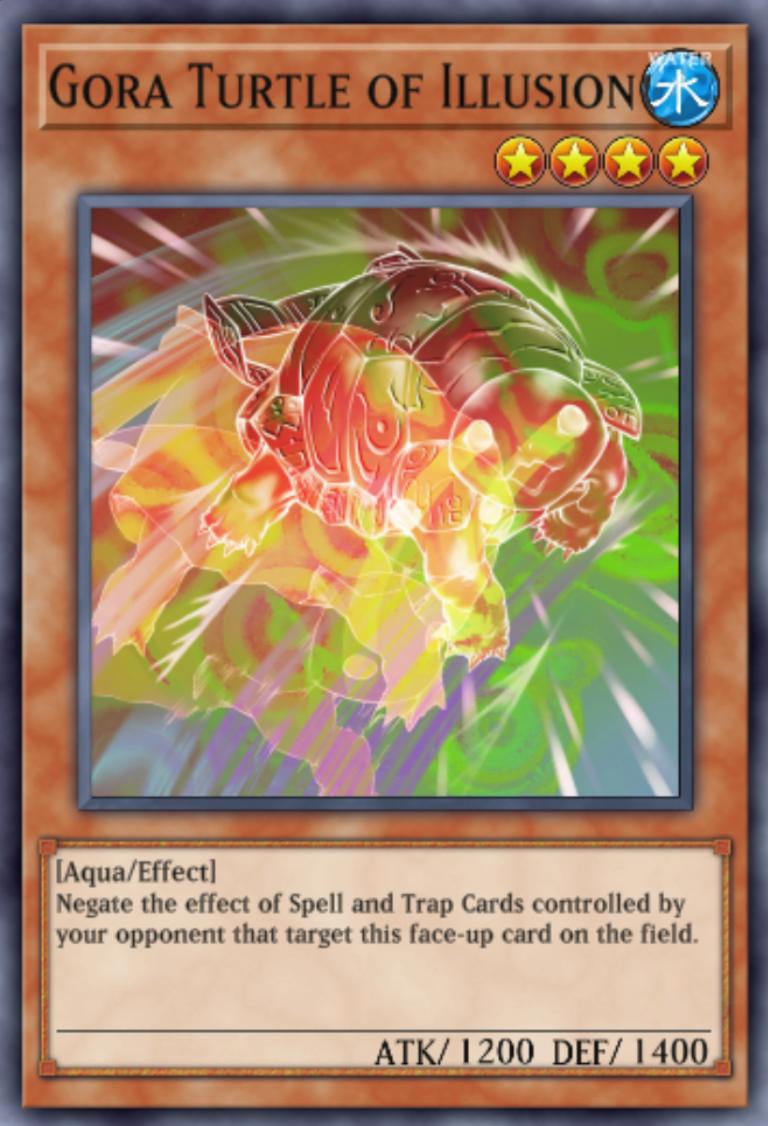 GORA TURTLE OF ILLUSION
WATER
水
[Aqua/Effect]
Negate the effect of Spell and Trap Cards controlled by
your opponent that target this face-up card on the field.
ATK/ 1200 DEF/ 1400